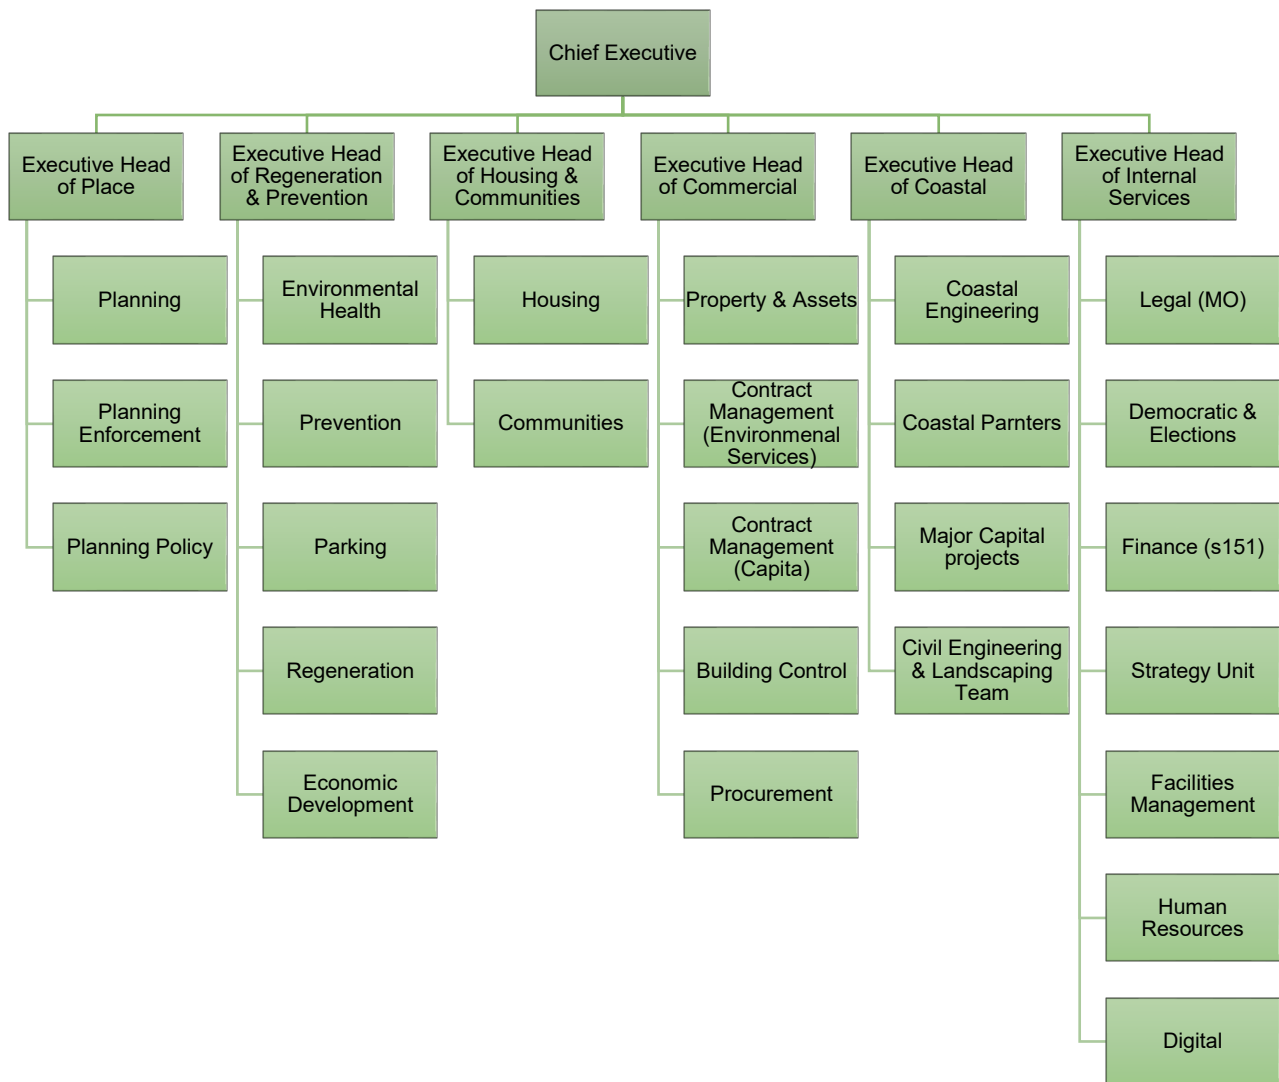 Chief Executive
Executive Head
of Place
Executive Head
of Regeneration
& Prevention
Executive Head
of Housing &
Communities
Executive Head
of Commercial
Executive Head
of Coastal
Executive Head
of Internal
Services
Planning
Planning
Enforcement
Planning Policy
Environmental
Health
Prevention
Parking
Regeneration
Economic
Development
Housing
Communities
Property & Assets
Contract
Management
(Environmenal
Services)
Contract
Management
(Capita)
Building Control
Procurement
Coastal
Engineering
Coastal Parnters
Major Capital
projects
Civil Engineering
& Landscaping
Team
Legal (MO)
Democratic &
Elections
Finance (s151)
Strategy Unit
Facilities
Management
Human
Resources
Digital